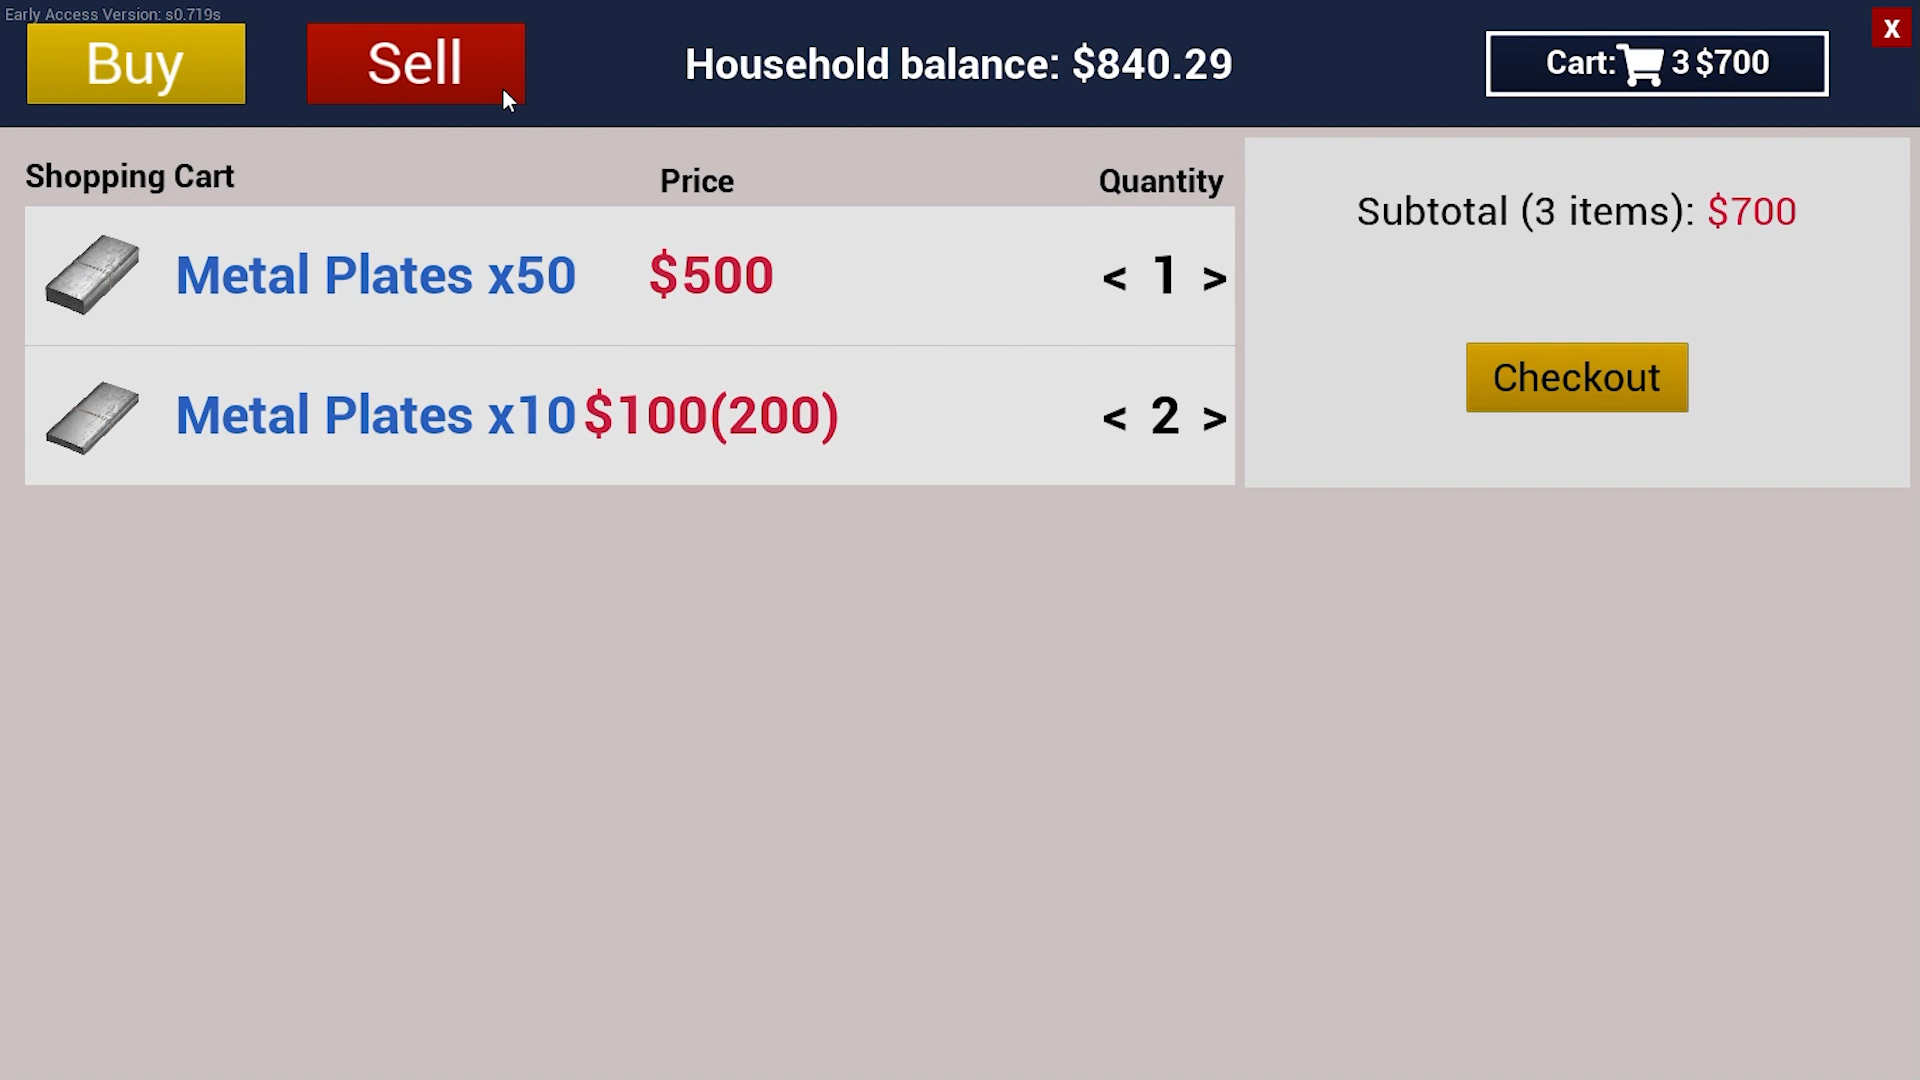 Early Access Version: s0.719s
Buy
Sell
Household balance: $840.29
Cart: 3 $700
X
Shopping Cart
Price
Quantity
Metal Plates x50 $500 < 1 >
Metal Plates x10 $100(200) < 2 >
Subtotal (3 items): $700
Checkout